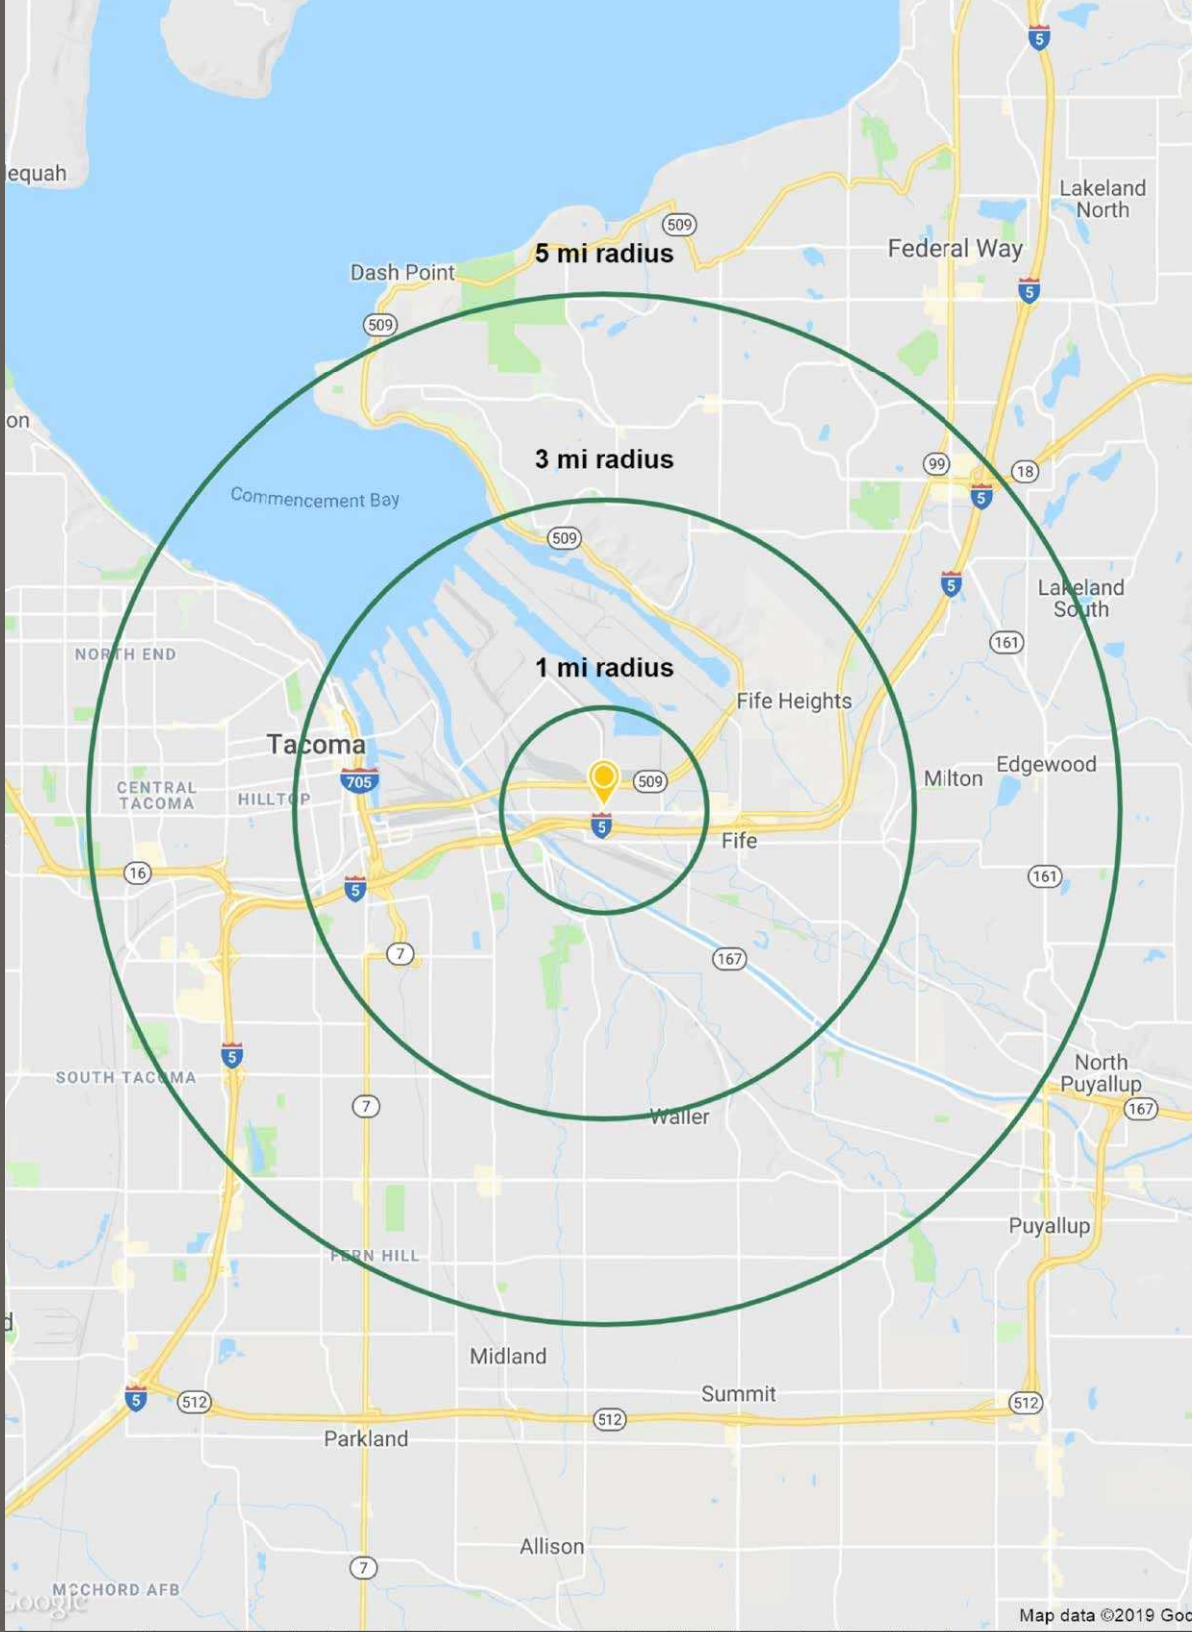 5
equah
Lakeland
North
509
Federal Way
5 mi radius
Dash Point
5
509
on
3 mi radius
99
18
5
Commencement Bay
509
5
Lakeland
South
161
NORTH END
1 mi radius
Fife Heights
Tacoma
705
509
Milton
Edgewood
CENTRAL
TACOMA
HILLTOP
5
Fife
16
5
161
7
167
5
North
Puyallup
SOUTH TACOMA
7
Waller
167
Puyallup
FERN HILL
d
Midland
5
512
Summit
512
512
Parkland
Allison
7
MCCHORD AFB
Google
Map data ©2019 Goo